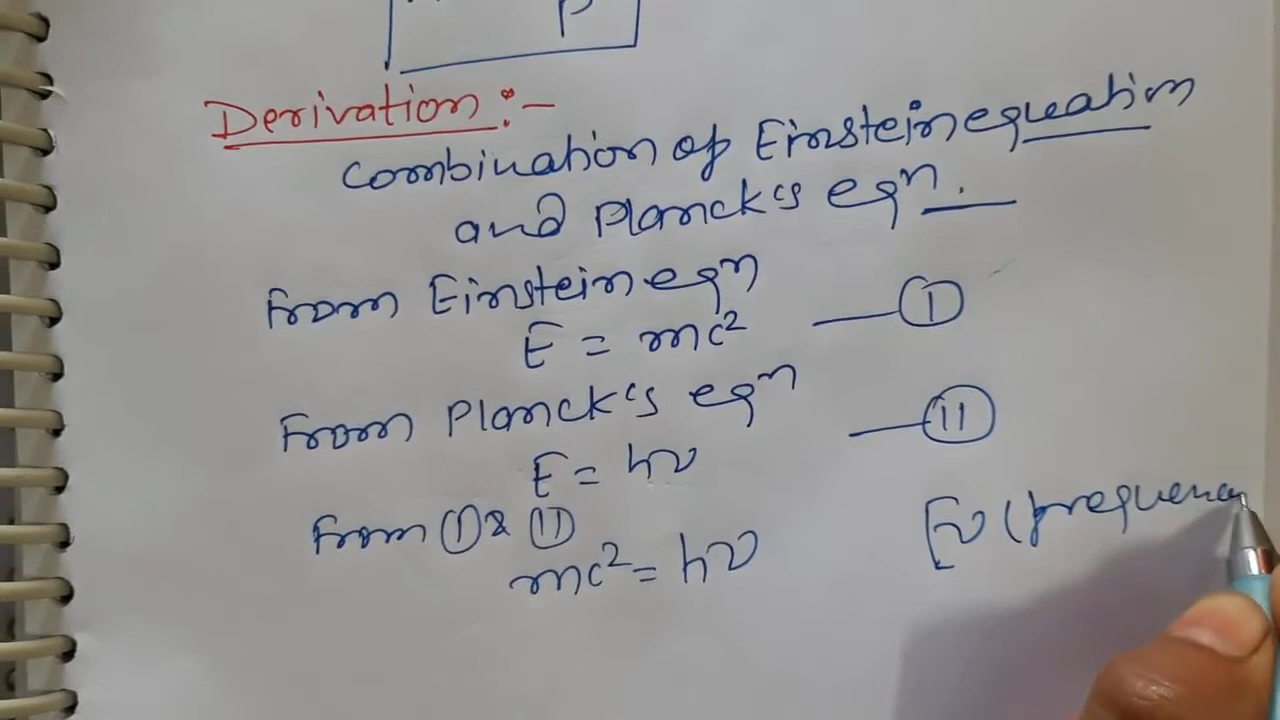 P
Derivation :-
Combination of Einstein equation
and Planck's eqn.
From Einstein eqn
E = mc² — I
From Planck's eqn
E = hν — II
From I & II
mc² = hν [ν (frequenc